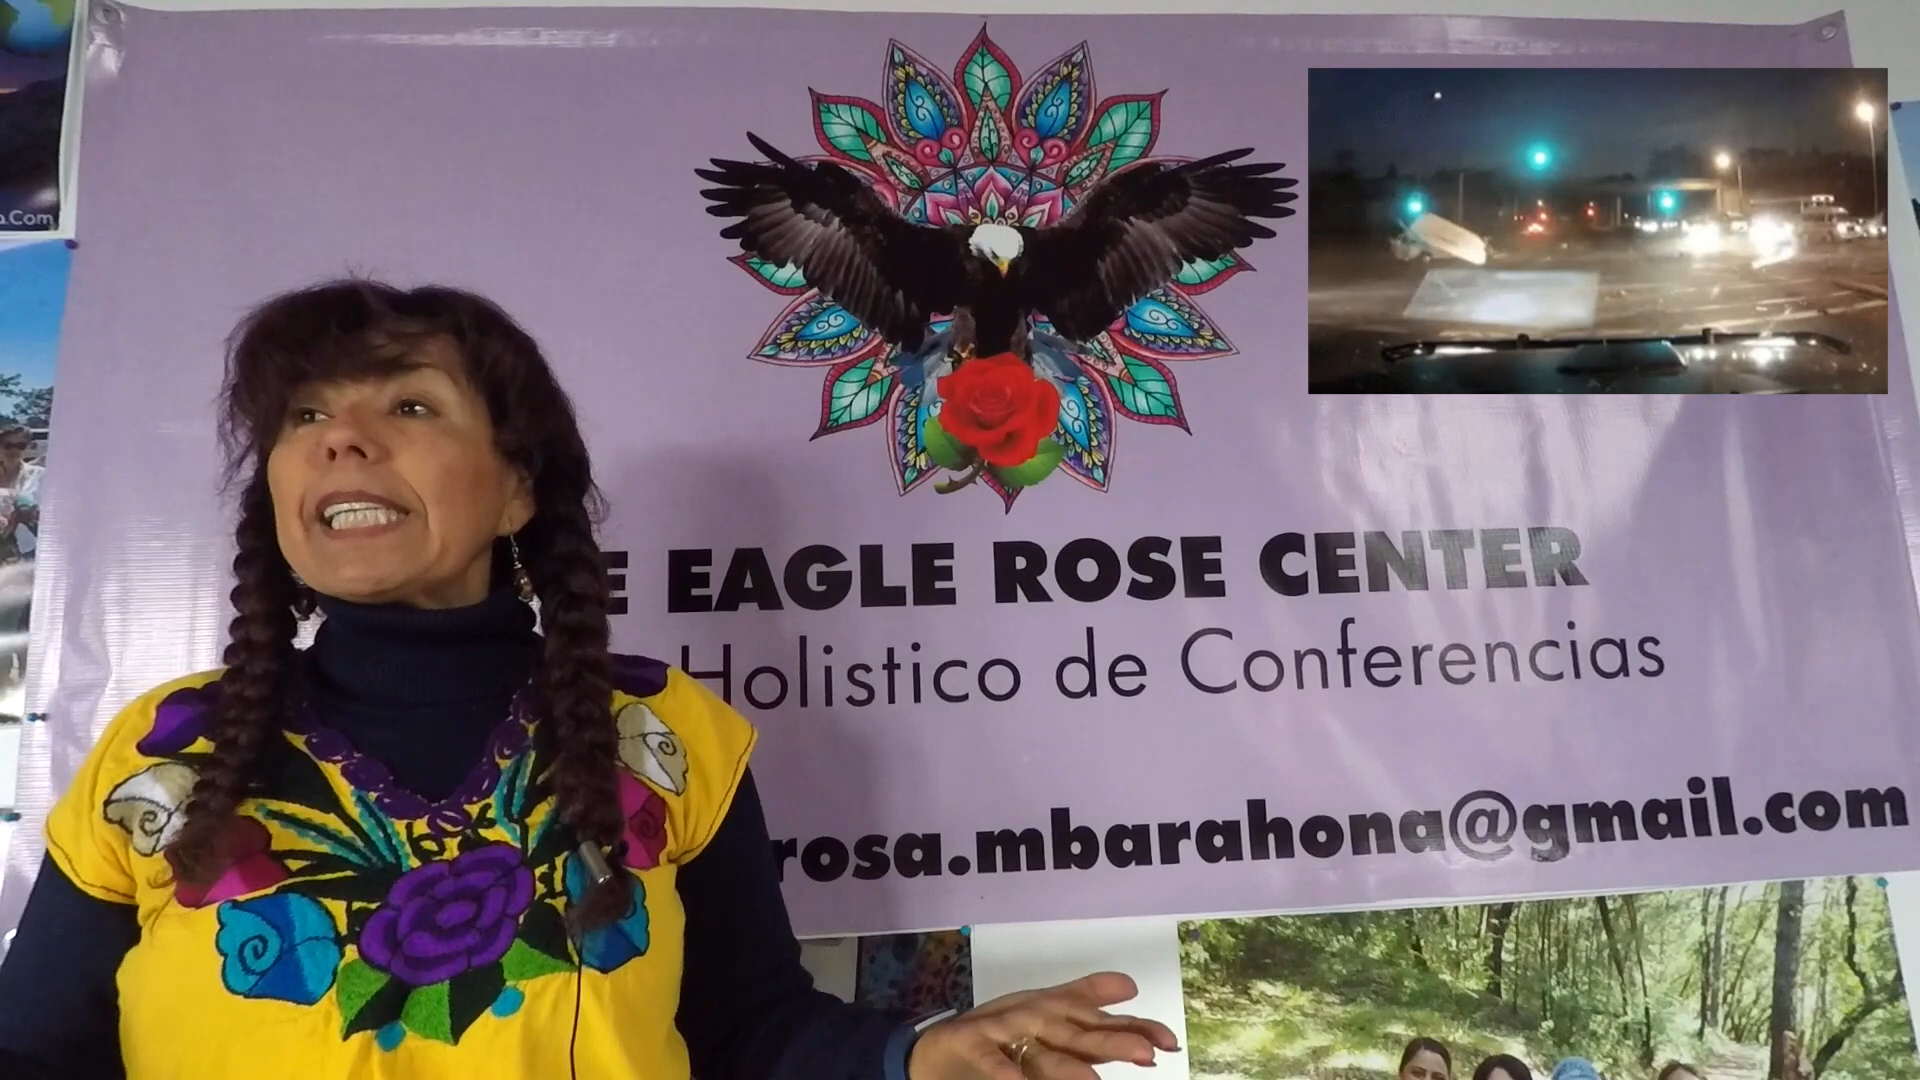 .Com
E EAGLE ROSE CENTER
Holistico de Conferencias
rosa.mbarahona@gmail.com